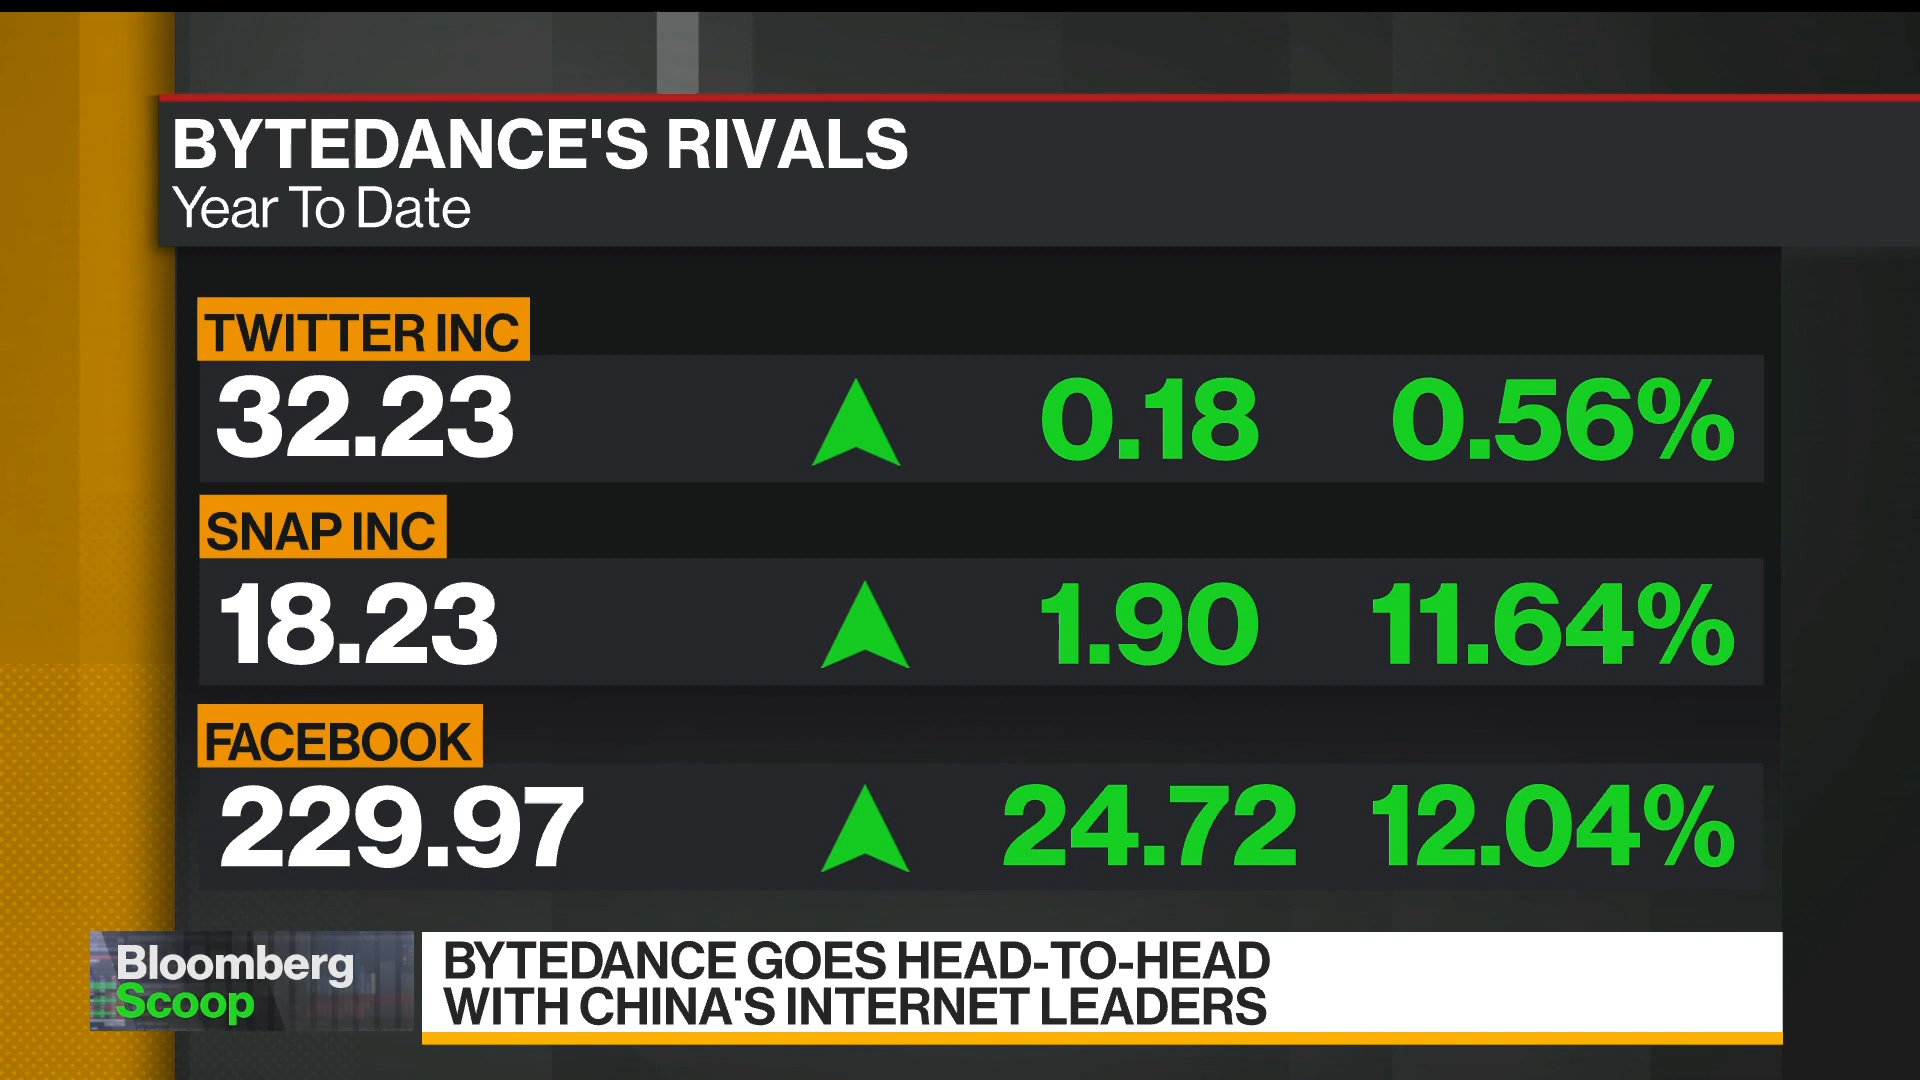 BYTEDANCE'S RIVALS
Year To Date
TWITTER INC
32.23 0.18 0.56%
SNAP INC
18.23 1.90 11.64%
FACEBOOK
229.97 24.72 12.04%
Bloomberg
Scoop
BYTEDANCE GOES HEAD-TO-HEAD
WITH CHINA'S INTERNET LEADERS